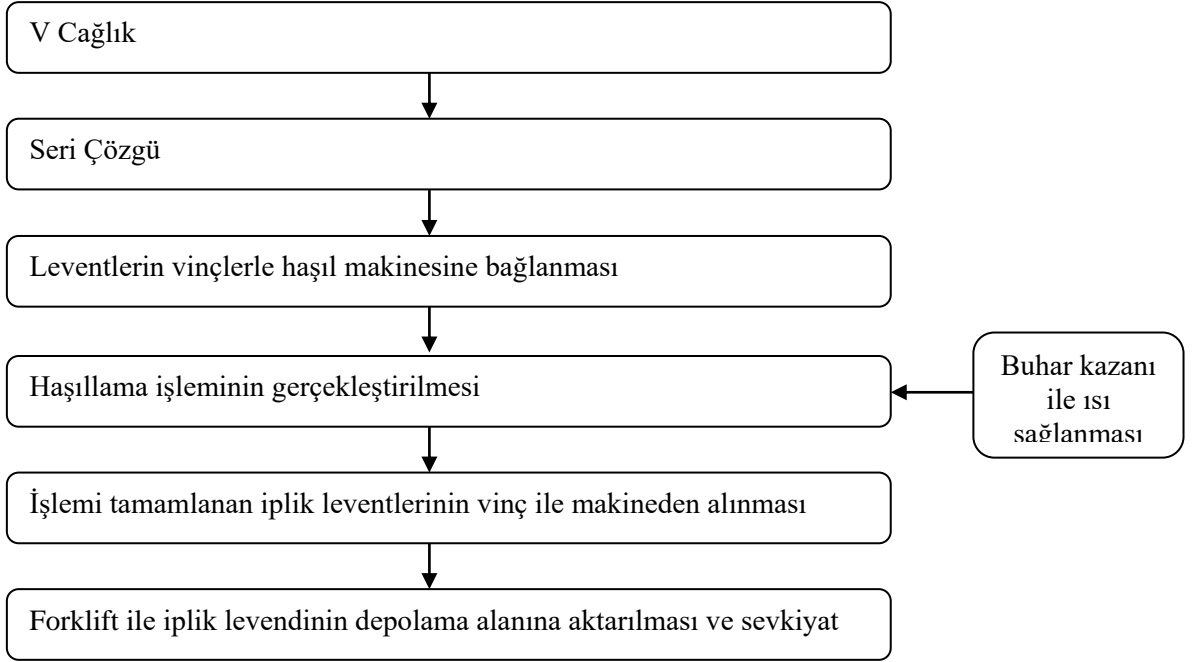 V Cağlık
Seri Çözgü
Leventlerin vinçlerle haşıl makinesine bağlanması
Haşıllama işleminin gerçekleştirilmesi
Buhar kazanı
ile ısı
sağlanması
İşlemi tamamlanan iplik leventlerinin vinç ile makineden alınması
Forklift ile iplik levendinin depolama alanına aktarılması ve sevkiyat